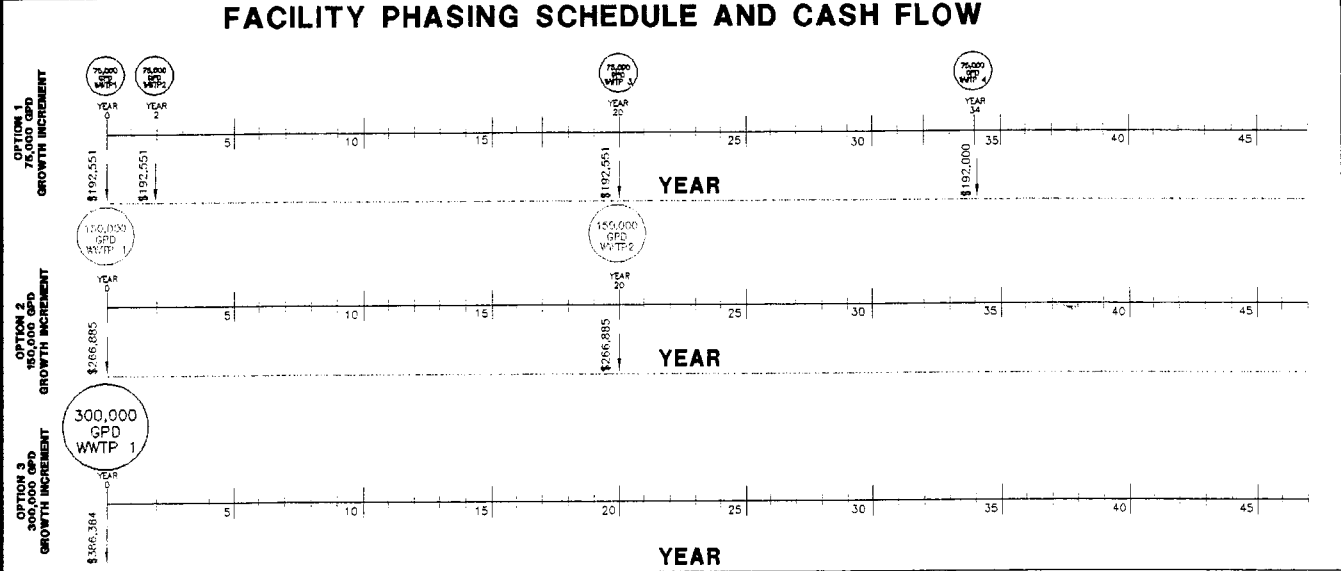 FACILITY PHASING SCHEDULE AND CASH FLOW
OPTION 1
75,000 GPD
GROWTH INCREMENT
75,000
GPD
WWTP1
75,000
GPD
WWTP2
75,000
GPD
WWTP 3
75,000
GPD
WWTP 4
YEAR
0
YEAR
2
YEAR
20
YEAR
34
5 10 15 20 25 30 35 40 45
$192,551
$192,551
$192,551
$192,000
YEAR
OPTION 2
150,000 GPD
GROWTH INCREMENT
150,000
GPD
WWTP 1
150,000
GPD
WWTP2
YEAR
0
YEAR
20
5 10 15 20 25 30 35 40 45
$266,885
$266,885
YEAR
OPTION 3
300,000 GPD
GROWTH INCREMENT
300,000
GPD
WWTP 1
YEAR
0
5 10 15 20 25 30 35 40 45
$386,384
YEAR